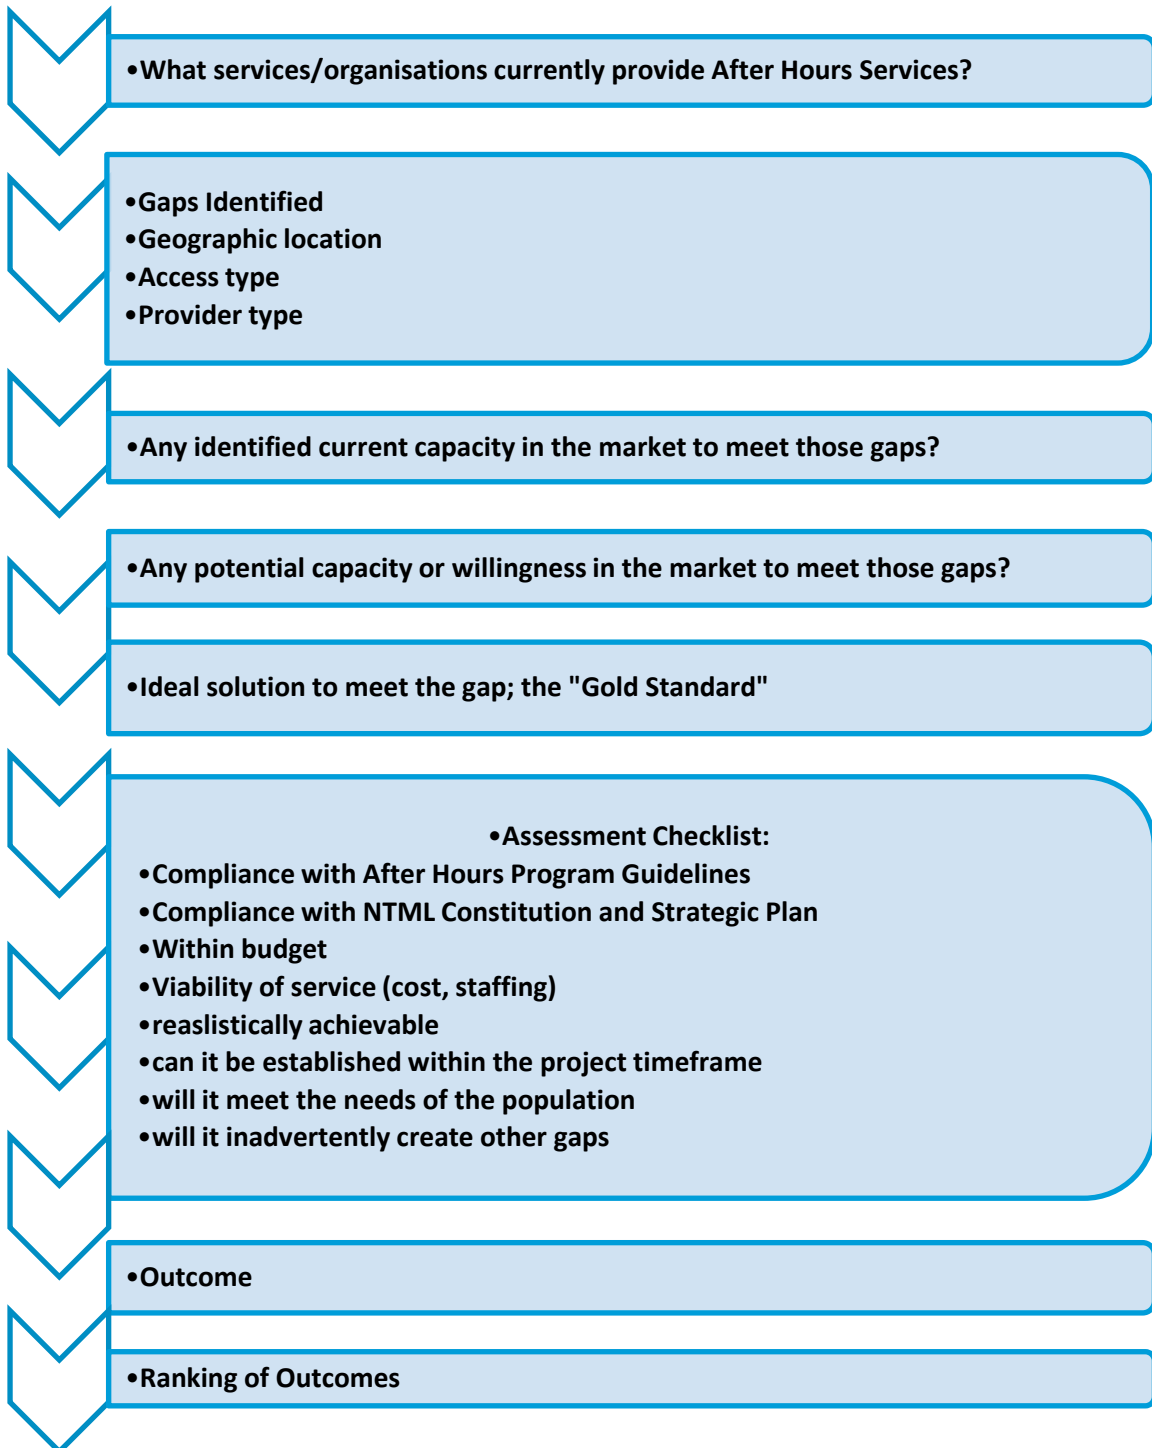 •What services/organisations currently provide After Hours Services?
•Gaps Identified
•Geographic location
•Access type
•Provider type
•Any identified current capacity in the market to meet those gaps?
•Any potential capacity or willingness in the market to meet those gaps?
•Ideal solution to meet the gap; the "Gold Standard"
•Assessment Checklist:
•Compliance with After Hours Program Guidelines
•Compliance with NTML Constitution and Strategic Plan
•Within budget
•Viability of service (cost, staffing)
•reaslistically achievable
•can it be established within the project timeframe
•will it meet the needs of the population
•will it inadvertently create other gaps
•Outcome
•Ranking of Outcomes